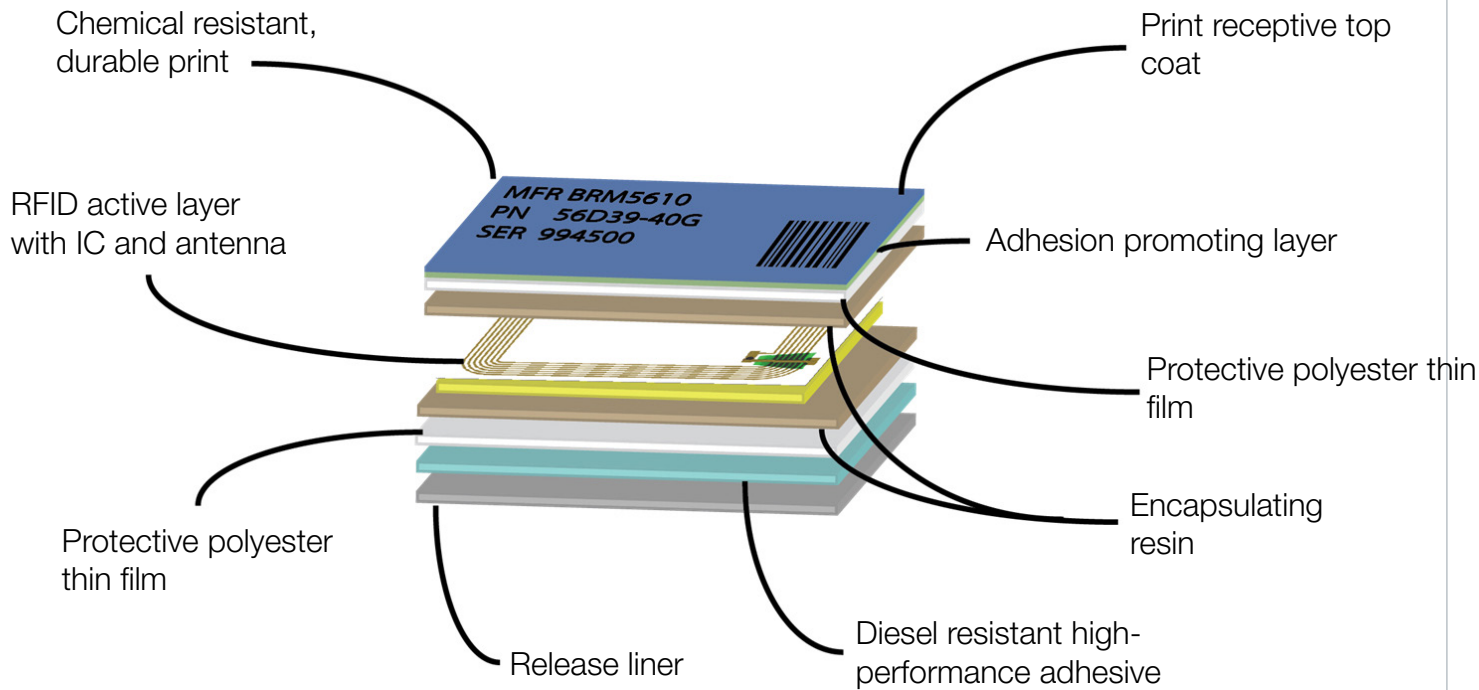 Chemical resistant,
durable print
Print receptive top
coat
RFID active layer
with IC and antenna
MFR BRM5610
PN 56D39-40G
SER 994500
Adhesion promoting layer
Protective polyester thin
film
Encapsulating
resin
Protective polyester
thin film
Diesel resistant high-
performance adhesive
Release liner